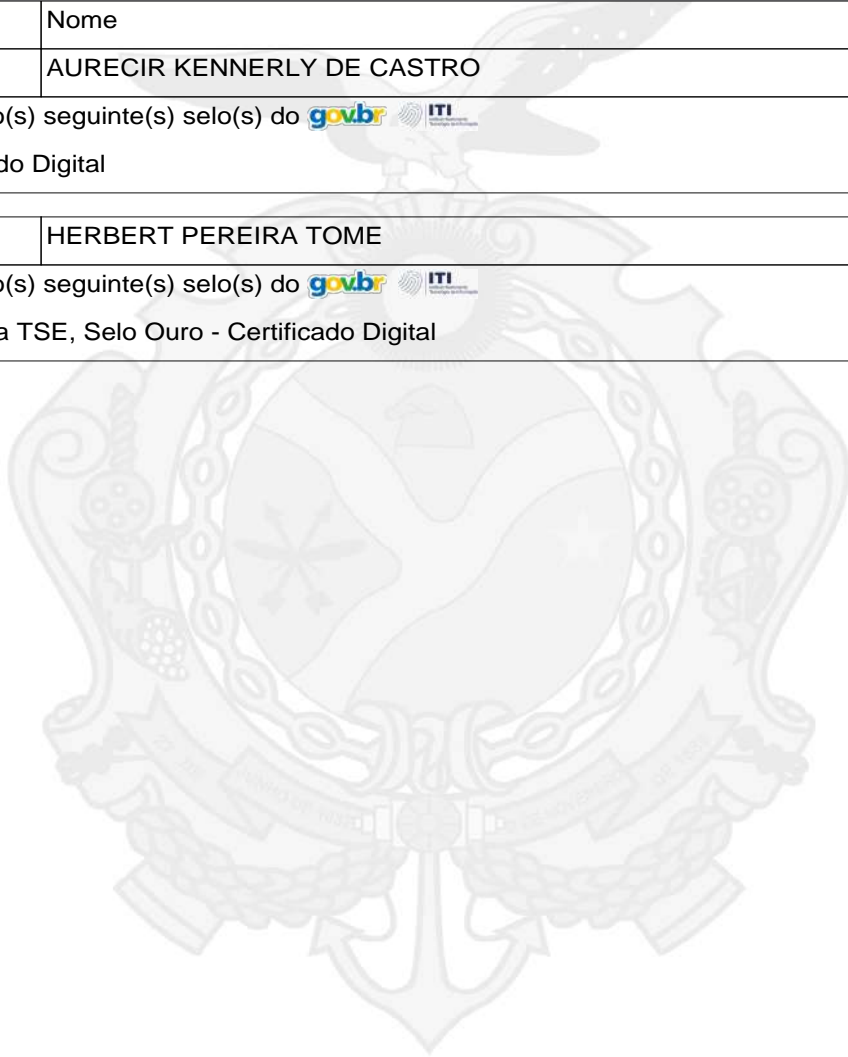 Nome
AURECIR KENNERLY DE CASTRO
o(s) seguinte(s) selo(s) do gov.br ITI
do Digital
HERBERT PEREIRA TOME
o(s) seguinte(s) selo(s) do gov.br ITI
a TSE, Selo Ouro - Certificado Digital